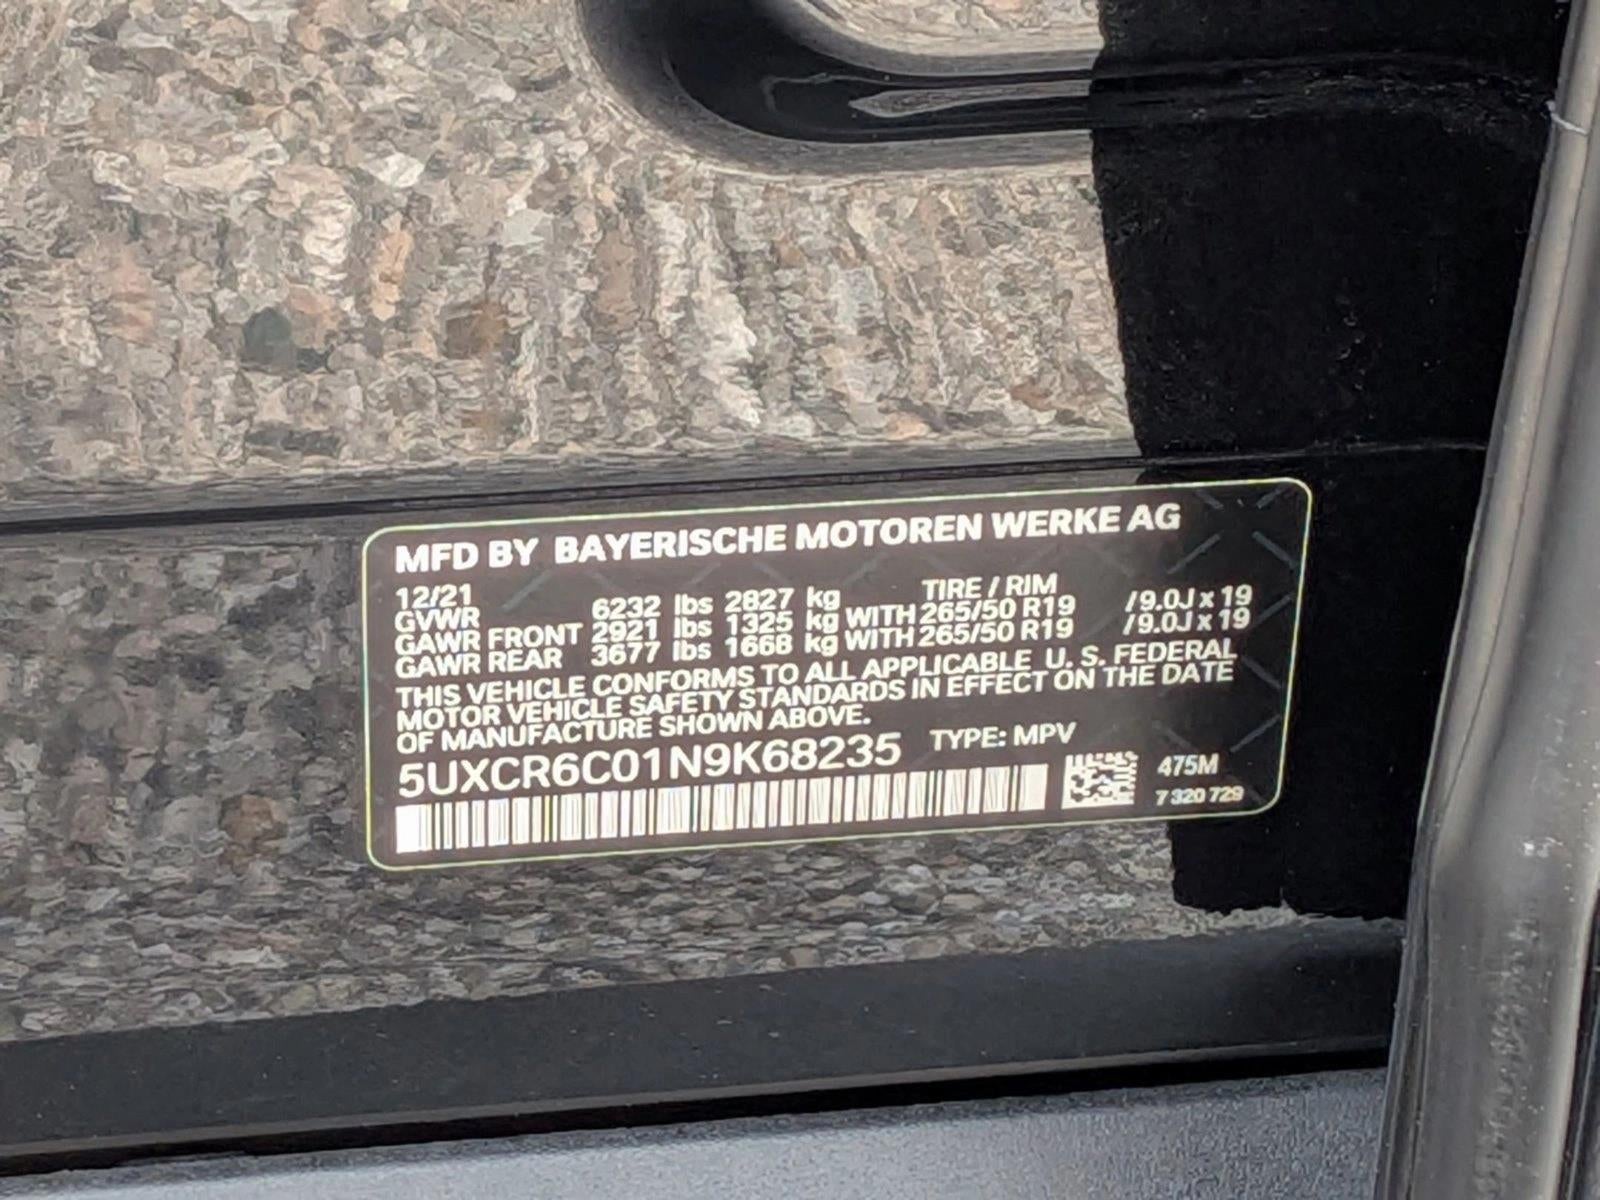 MFD BY BAYERISCHE MOTOREN WERKE AG
12/21 TIRE / RIM
GVWR 6232 lbs 2827 kg
GAWR FRONT 2921 lbs 1325 kg WITH 265/50 R19 /9.0J x 19
GAWR REAR 3677 lbs 1668 kg WITH 265/50 R19 /9.0J x 19
THIS VEHICLE CONFORMS TO ALL APPLICABLE U. S. FEDERAL
MOTOR VEHICLE SAFETY STANDARDS IN EFFECT ON THE DATE
OF MANUFACTURE SHOWN ABOVE.
5UXCR6C01N9K68235 TYPE: MPV
475M
7 320 729